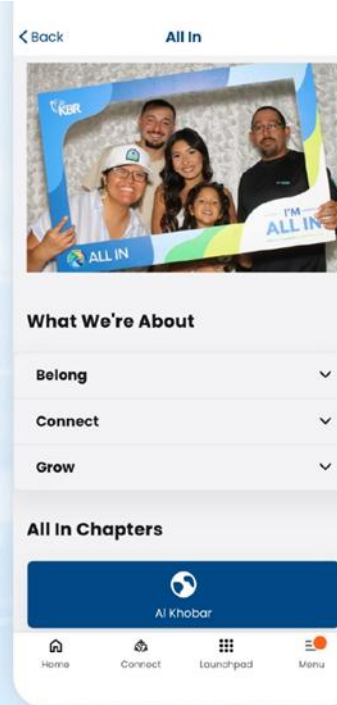 Back
All In
KBR
ALL IN
I'M
ALL IN
What We're About
Belong
Connect
Grow
All In Chapters
Al Khobar
Home
Connect
Launchpad
Menu